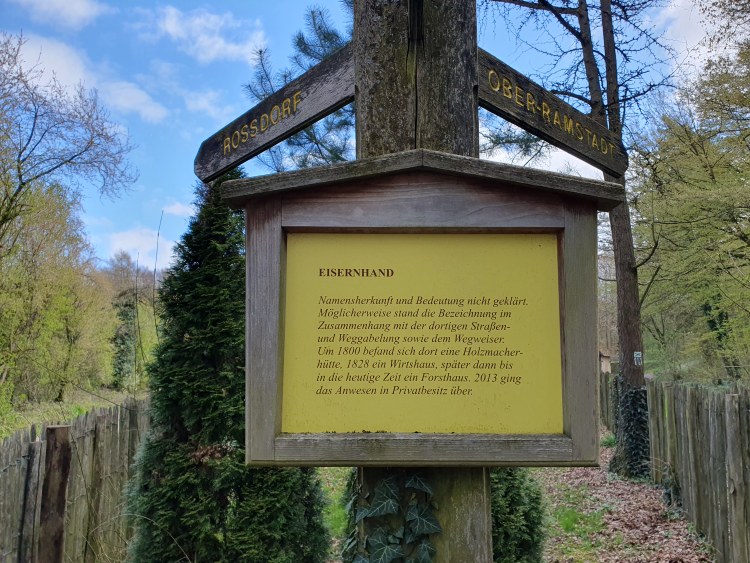 ROSSDORF
OBER-RAMSTADT
EISERNHAND
Namensherkunft und Bedeutung nicht geklärt.
Möglicherweise stand die Bezeichnung im
Zusammenhang mit der dortigen Straßen-
und Weggabelung sowie dem Wegweiser.
Um 1800 befand sich dort eine Holzmacher-
hütte, 1828 ein Wirtshaus, später dann bis
in die heutige Zeit ein Forsthaus. 2013 ging
das Anwesen in Privatbesitz über.